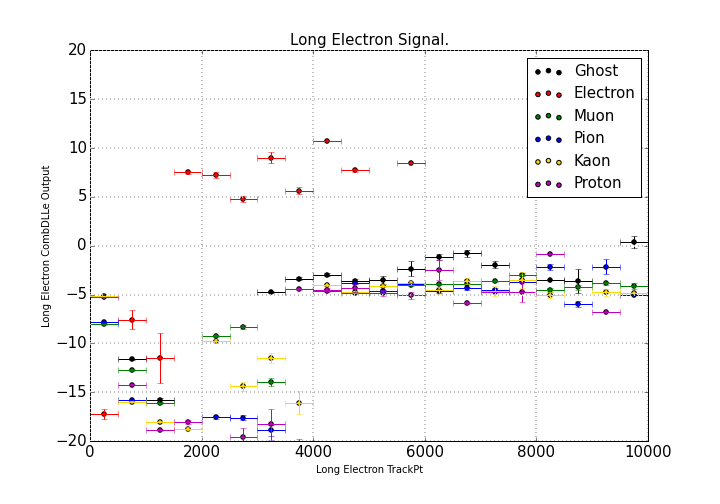 Long Electron Signal.
20
15
10
5
0
−5
−10
−15
−20
Long Electron CombDLLe Output
Ghost
Electron
Muon
Pion
Kaon
Proton
0
2000
4000
6000
8000
10000
Long Electron TrackPt